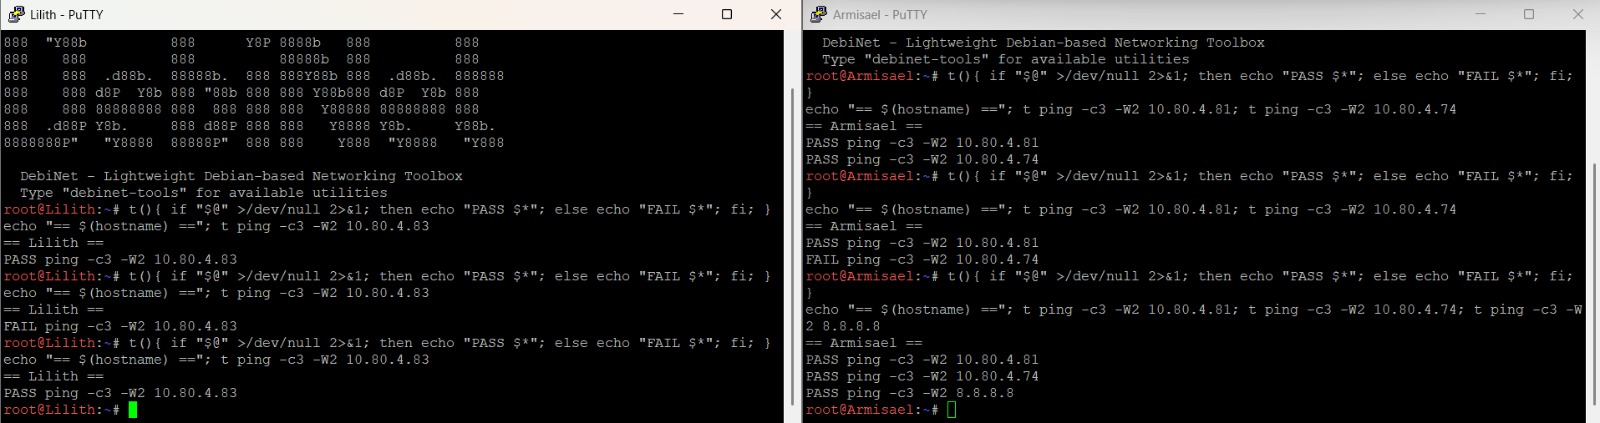 Lilith - PuTTY
888  "Y88b          888      Y8P 8888b   888          888
888    888          888          88888b  888          888
888    888  .d88b.  88888b.  888 888Y88b 888  .d88b.  888888
888    888 d8P  Y8b 888 "88b 888 888 Y88b888 d8P  Y8b 888
888    888 88888888 888  888 888 888  Y88888 88888888 888
888  .d88P Y8b.     888 d88P 888 888   Y8888 Y8b.     Y88b.
8888888P"   "Y8888  88888P"  888 888    Y888  "Y8888   "Y888
DebiNet - Lightweight Debian-based Networking Toolbox
Type "debinet-tools" for available utilities
root@Lilith:~# t(){ if "$@" >/dev/null 2>&1; then echo "PASS $*"; else echo "FAIL $*"; fi; }
echo "== $(hostname) =="; t ping -c3 -W2 10.80.4.83
== Lilith ==
PASS ping -c3 -W2 10.80.4.83
root@Lilith:~# t(){ if "$@" >/dev/null 2>&1; then echo "PASS $*"; else echo "FAIL $*"; fi; }
echo "== $(hostname) =="; t ping -c3 -W2 10.80.4.83
== Lilith ==
FAIL ping -c3 -W2 10.80.4.83
root@Lilith:~# t(){ if "$@" >/dev/null 2>&1; then echo "PASS $*"; else echo "FAIL $*"; fi; }
echo "== $(hostname) =="; t ping -c3 -W2 10.80.4.83
== Lilith ==
PASS ping -c3 -W2 10.80.4.83
root@Lilith:~#
Armisael - PuTTY
DebiNet - Lightweight Debian-based Networking Toolbox
Type "debinet-tools" for available utilities
root@Armisael:~# t(){ if "$@" >/dev/null 2>&1; then echo "PASS $*"; else echo "FAIL $*"; fi;
}
echo "== $(hostname) =="; t ping -c3 -W2 10.80.4.81; t ping -c3 -W2 10.80.4.74
== Armisael ==
PASS ping -c3 -W2 10.80.4.81
PASS ping -c3 -W2 10.80.4.74
root@Armisael:~# t(){ if "$@" >/dev/null 2>&1; then echo "PASS $*"; else echo "FAIL $*"; fi;
}
echo "== $(hostname) =="; t ping -c3 -W2 10.80.4.81; t ping -c3 -W2 10.80.4.74
== Armisael ==
PASS ping -c3 -W2 10.80.4.81
FAIL ping -c3 -W2 10.80.4.74
root@Armisael:~# t(){ if "$@" >/dev/null 2>&1; then echo "PASS $*"; else echo "FAIL $*"; fi;
}
echo "== $(hostname) =="; t ping -c3 -W2 10.80.4.81; t ping -c3 -W2 10.80.4.74; t ping -c3 -W
2 8.8.8.8
== Armisael ==
PASS ping -c3 -W2 10.80.4.81
PASS ping -c3 -W2 10.80.4.74
PASS ping -c3 -W2 8.8.8.8
root@Armisael:~#